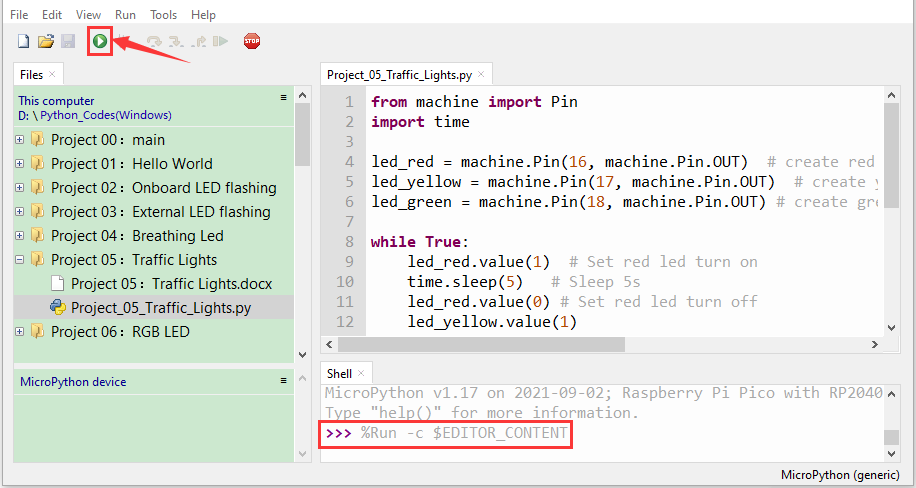 File Edit View Run Tools Help
STOP
Files ×
This computer
D: \ Python_Codes(Windows)
Project 00：main
Project 01：Hello World
Project 02：Onboard LED flashing
Project 03：External LED flashing
Project 04：Breathing Led
Project 05：Traffic Lights
Project 05：Traffic Lights.docx
Project_05_Traffic_Lights.py
Project 06：RGB LED
MicroPython device
Project_05_Traffic_Lights.py ×
1 from machine import Pin
2 import time
3
4 led_red = machine.Pin(16, machine.Pin.OUT)  # create red
5 led_yellow = machine.Pin(17, machine.Pin.OUT)  # create y
6 led_green = machine.Pin(18, machine.Pin.OUT) # create gre
7
8 while True:
9     led_red.value(1)  # Set red led turn on
10     time.sleep(5)   # Sleep 5s
11     led_red.value(0) # Set red led turn off
12     led_yellow.value(1)
Shell ×
MicroPython v1.17 on 2021-09-02; Raspberry Pi Pico with RP2040
Type "help()" for more information.
>>> %Run -c $EDITOR_CONTENT
MicroPython (generic)